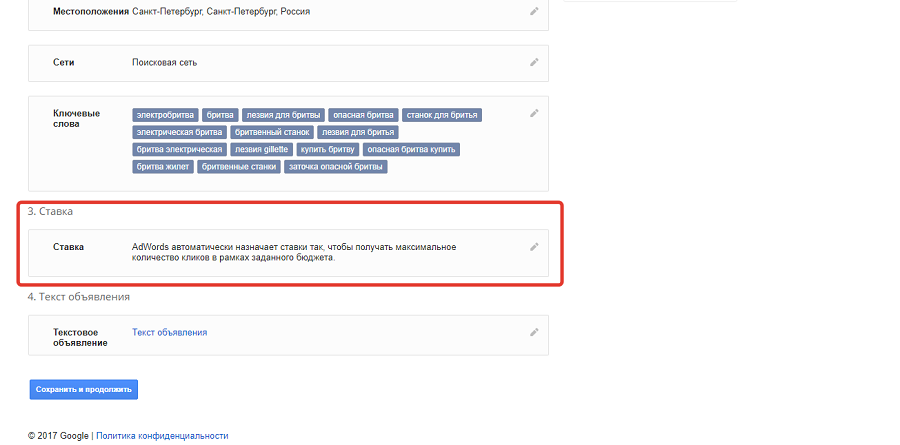 Местоположения Санкт-Петербург, Санкт-Петербург, Россия
Сети Поисковая сеть
Ключевые слова
электробритва бритва лезвия для бритвы опасная бритва станок для бритья
электрическая бритва бритвенный станок лезвия для бритья
бритва электрическая лезвия gillette купить бритву опасная бритва купить
бритва жилет бритвенные станки заточка опасной бритвы
3. Ставка
Ставка AdWords автоматически назначает ставки так, чтобы получать максимальное
количество кликов в рамках заданного бюджета.
4. Текст объявления
Текстовое объявление Текст объявления
Сохранить и продолжить
© 2017 Google | Политика конфиденциальности